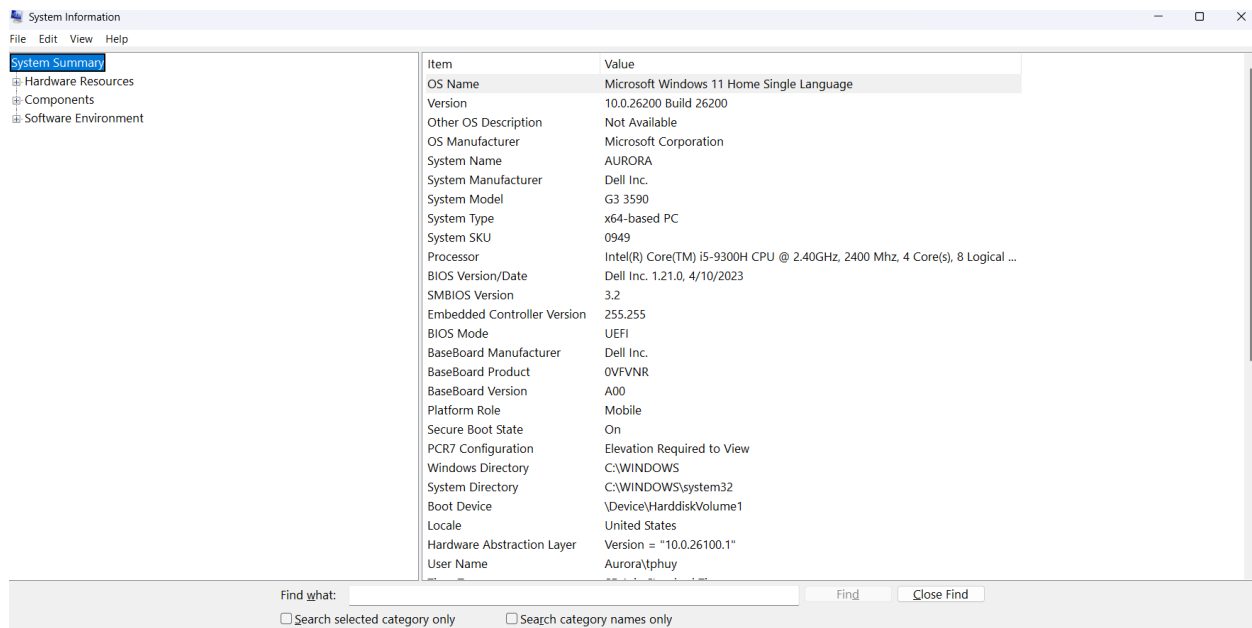 System Information
File Edit View Help
System Summary
Hardware Resources
Components
Software Environment
Item Value
OS Name Microsoft Windows 11 Home Single Language
Version 10.0.26200 Build 26200
Other OS Description Not Available
OS Manufacturer Microsoft Corporation
System Name AURORA
System Manufacturer Dell Inc.
System Model G3 3590
System Type x64-based PC
System SKU 0949
Processor Intel(R) Core(TM) i5-9300H CPU @ 2.40GHz, 2400 Mhz, 4 Core(s), 8 Logical ...
BIOS Version/Date Dell Inc. 1.21.0, 4/10/2023
SMBIOS Version 3.2
Embedded Controller Version 255.255
BIOS Mode UEFI
BaseBoard Manufacturer Dell Inc.
BaseBoard Product 0VFVNR
BaseBoard Version A00
Platform Role Mobile
Secure Boot State On
PCR7 Configuration Elevation Required to View
Windows Directory C:\WINDOWS
System Directory C:\WINDOWS\system32
Boot Device \Device\HarddiskVolume1
Locale United States
Hardware Abstraction Layer Version = "10.0.26100.1"
User Name Aurora\tphuy
Find what: Find Close Find
Search selected category only Search category names only